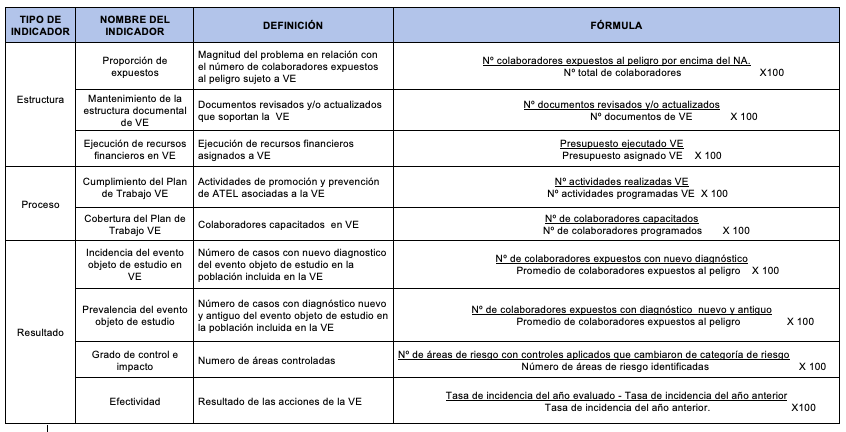 TIPO DE INDICADOR
NOMBRE DEL INDICADOR
DEFINICIÓN
FÓRMULA
Estructura
Proporción de
expuestos
Magnitud del problema en relación con
el número de colaboradores expuestos
al peligro sujeto a VE
Nº colaboradores expuestos al peligro por encima del NA.
Nº total de colaboradores X100
Mantenimiento de la
estructura documental
de VE
Documentos revisados y/o actualizados
que soportan la VE
Nº documentos revisados y/o actualizados
Nº documentos de VE X 100
Ejecución de recursos
financieros en VE
Ejecución de recursos financieros
asignados a VE
Presupuesto ejecutado VE
Presupuesto asignado VE X 100
Proceso
Cumplimiento del Plan
de Trabajo VE
Actividades de promoción y prevención
de ATEL asociadas a la VE
Nº actividades realizadas VE
Nº actividades programadas VE X 100
Cobertura del Plan de
Trabajo VE
Colaboradores capacitados en VE
Nº de colaboradores capacitados
Nº de colaboradores programados X 100
Resultado
Incidencia del evento
objeto de estudio en
VE
Número de casos con nuevo diagnostico
del evento objeto de estudio en la
población incluida en la VE
Nº de colaboradores expuestos con nuevo diagnóstico
Promedio de colaboradores expuestos al peligro X 100
Prevalencia del evento
objeto de estudio
Número de casos con diagnóstico nuevo
y antiguo del evento objeto de estudio en
la población incluida en la VE
Nº de colaboradores expuestos con diagnóstico nuevo y antiguo
Promedio de colaboradores expuestos al peligro X 100
Grado de control e
impacto
Numero de áreas controladas
Nº de áreas de riesgo con controles aplicados que cambiaron de categoría de riesgo
Número de áreas de riesgo identificadas X 100
Efectividad
Resultado de las acciones de la VE
Tasa de incidencia del año evaluado - Tasa de incidencia del año anterior
Tasa de incidencia del año anterior. X100